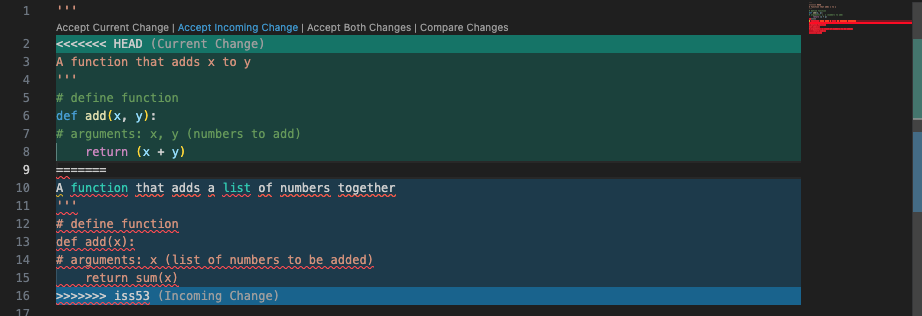 1 '''
Accept Current Change | Accept Incoming Change | Accept Both Changes | Compare Changes
2 <<<<<<< HEAD (Current Change)
3 A function that adds x to y
4 '''
5 # define function
6 def add(x, y):
7 # arguments: x, y (numbers to add)
8     return (x + y)
9 =======
10 A function that adds a list of numbers together
11 '''
12 # define function
13 def add(x):
14 # arguments: x (list of numbers to be added)
15     return sum(x)
16 >>>>>>> iss53 (Incoming Change)
17